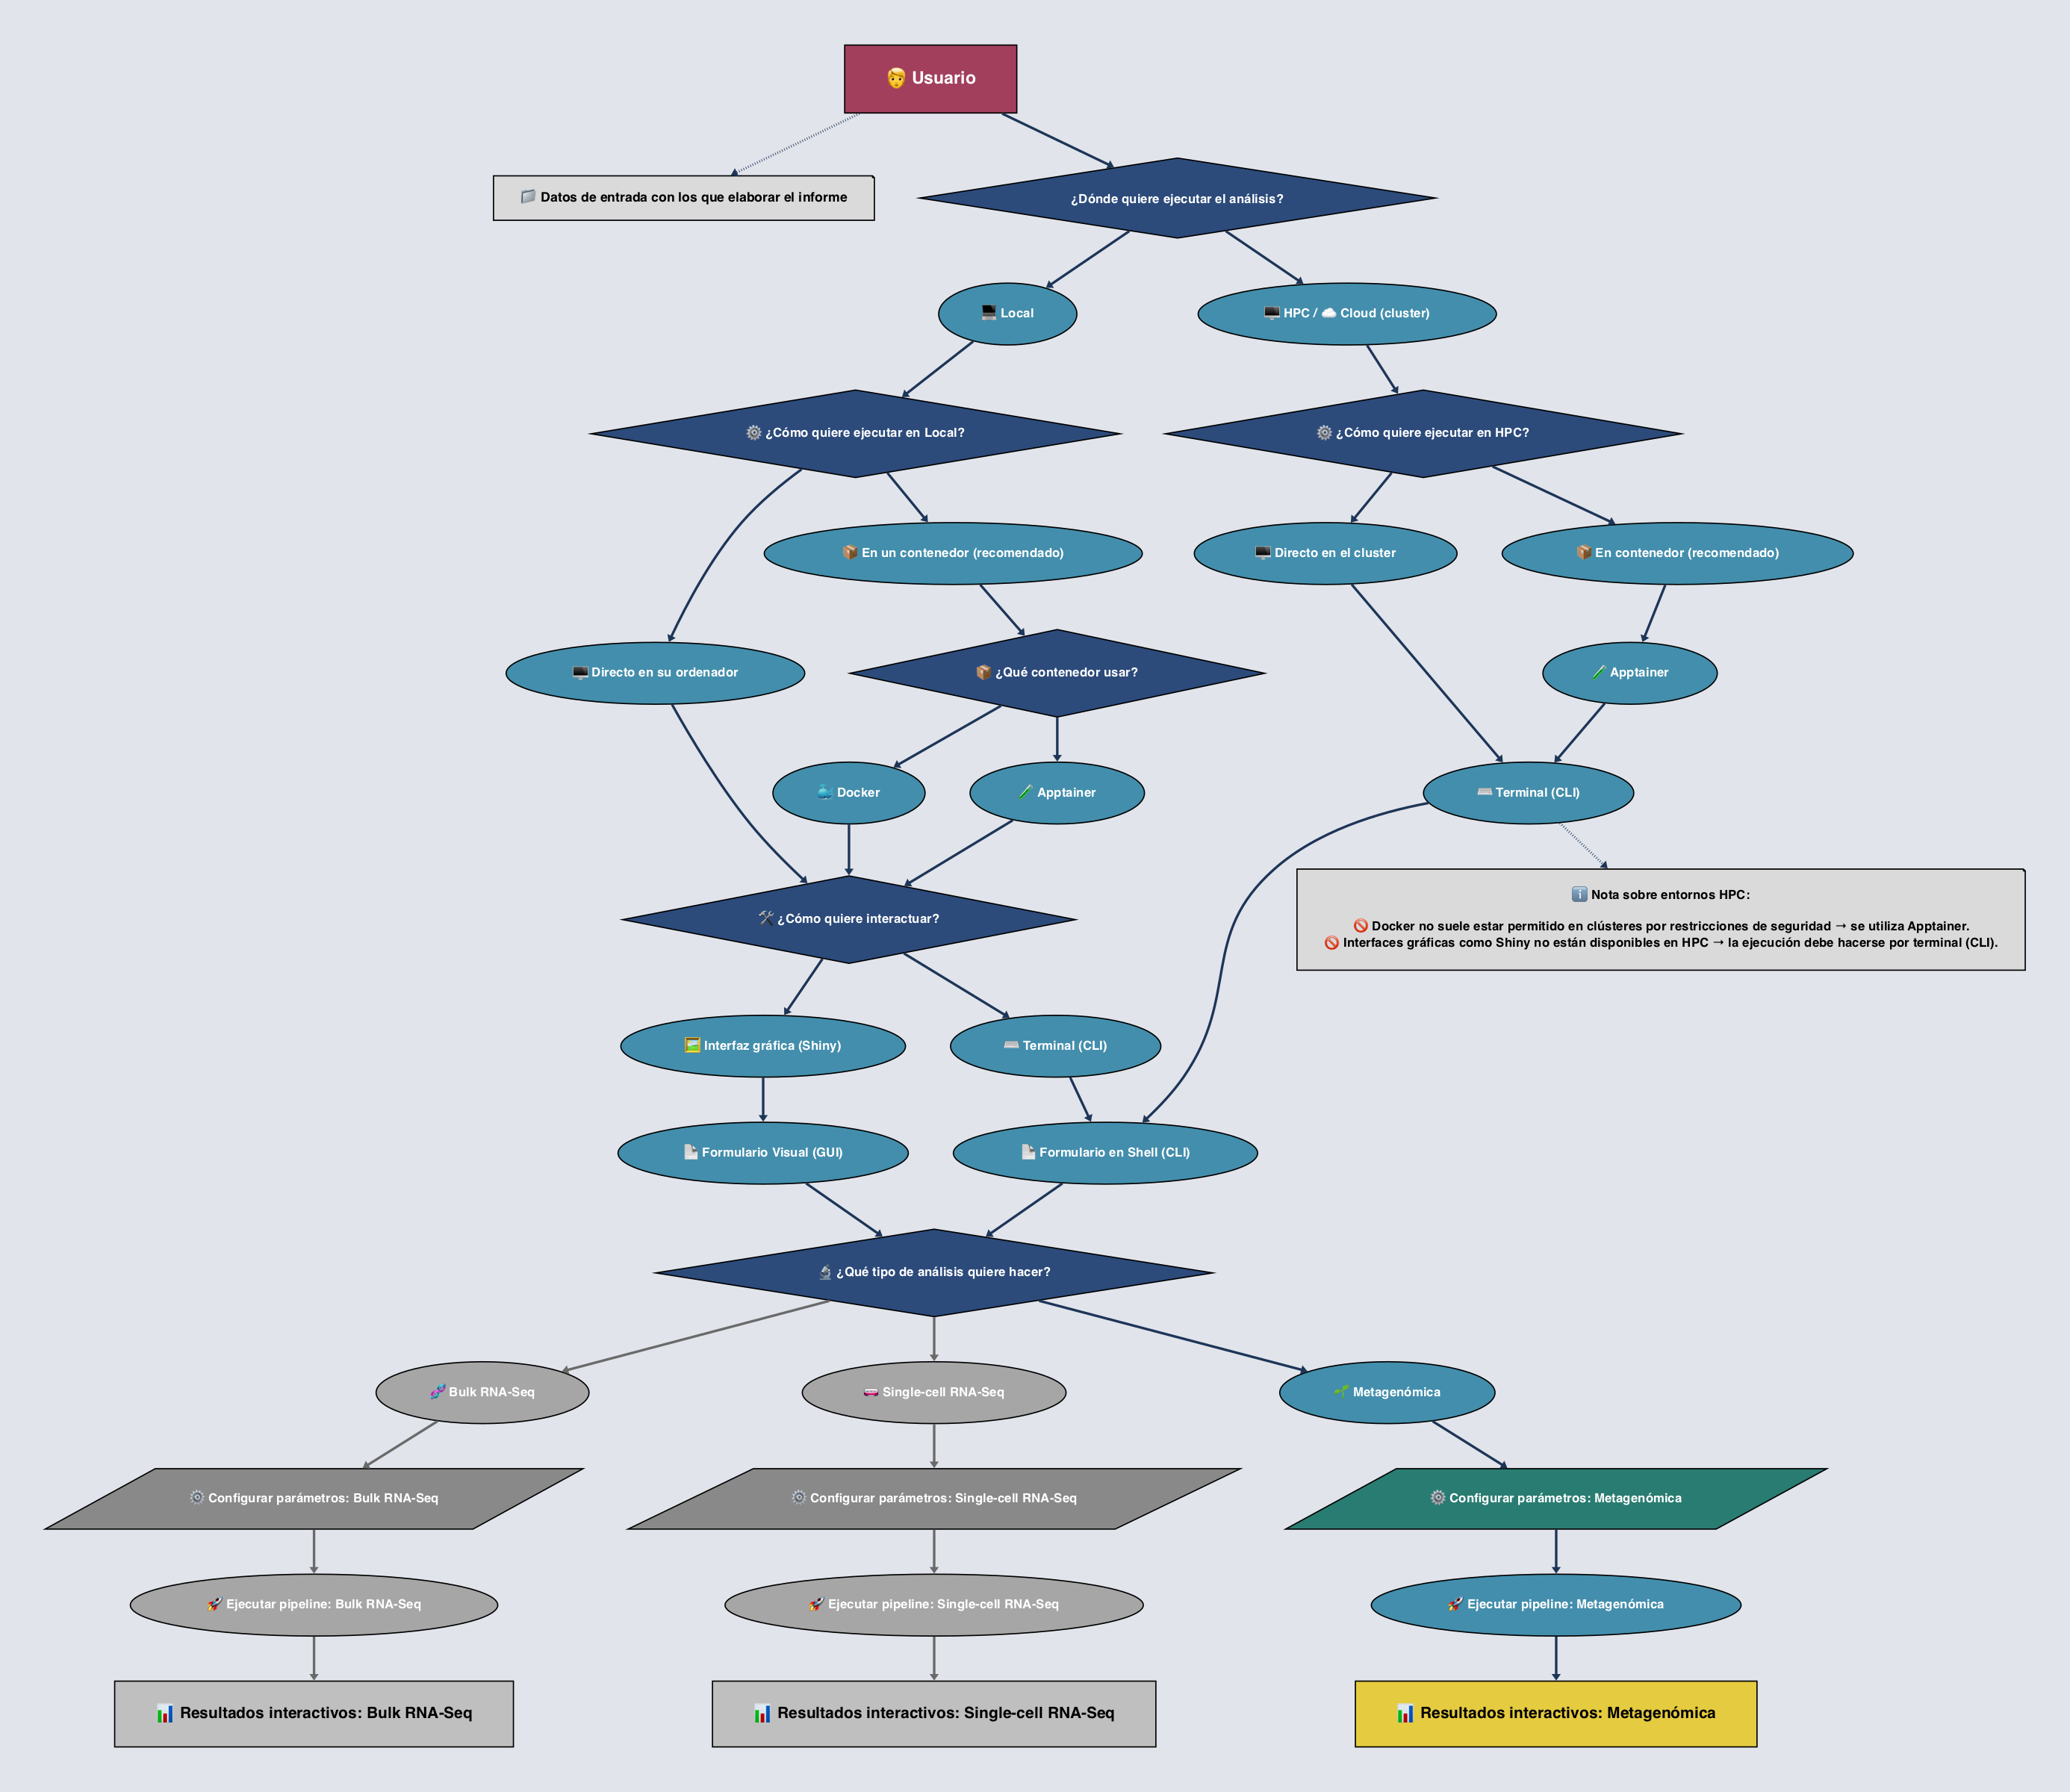 Usuario
Datos de entrada con los que elaborar el informe
¿Dónde quiere ejecutar el análisis?
Local
HPC / Cloud (cluster)
¿Cómo quiere ejecutar en Local?
¿Cómo quiere ejecutar en HPC?
En un contenedor (recomendado)
Directo en el cluster
En contenedor (recomendado)
Directo en su ordenador
¿Qué contenedor usar?
Apptainer
Docker
Apptainer
Terminal (CLI)
¿Cómo quiere interactuar?
Nota sobre entornos HPC:
Docker no suele estar permitido en clústeres por restricciones de seguridad → se utiliza Apptainer.
Interfaces gráficas como Shiny no están disponibles en HPC → la ejecución debe hacerse por terminal (CLI).
Interfaz gráfica (Shiny)
Terminal (CLI)
Formulario Visual (GUI)
Formulario en Shell (CLI)
¿Qué tipo de análisis quiere hacer?
Bulk RNA-Seq
Single-cell RNA-Seq
Metagenómica
Configurar parámetros: Bulk RNA-Seq
Configurar parámetros: Single-cell RNA-Seq
Configurar parámetros: Metagenómica
Ejecutar pipeline: Bulk RNA-Seq
Ejecutar pipeline: Single-cell RNA-Seq
Ejecutar pipeline: Metagenómica
Resultados interactivos: Bulk RNA-Seq
Resultados interactivos: Single-cell RNA-Seq
Resultados interactivos: Metagenómica